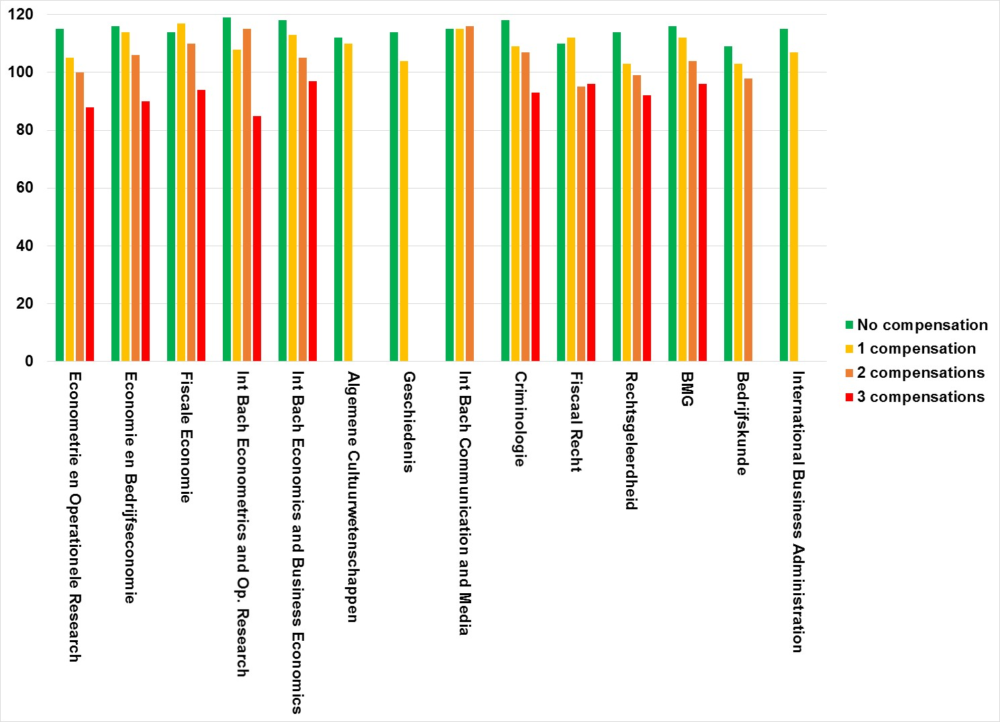 120
100
80
60
40
20
0
Econometrie en Operationele Research
Economie en Bedrijfseconomie
Fiscale Economie
Int Bach Econometrics and Op. Research
Int Bach Economics and Business Economics
Algemene Cultuurwetenschappen
Geschiedenis
Int Bach Communication and Media
Criminologie
Fiscaal Recht
Rechtsgeleerdheid
BMG
Bedrijfskunde
International Business Administration
No compensation
1 compensation
2 compensations
3 compensations